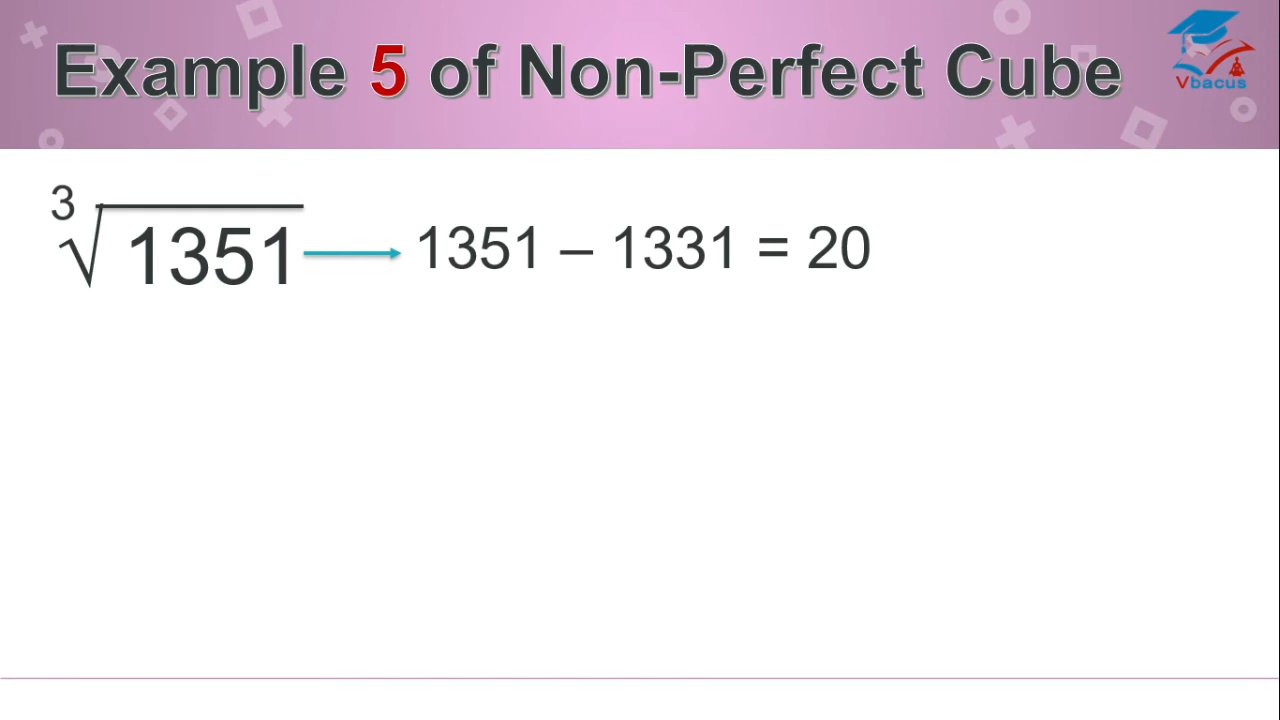 Example 5 of Non-Perfect Cube
Vbacus
3
√1351 → 1351 – 1331 = 20